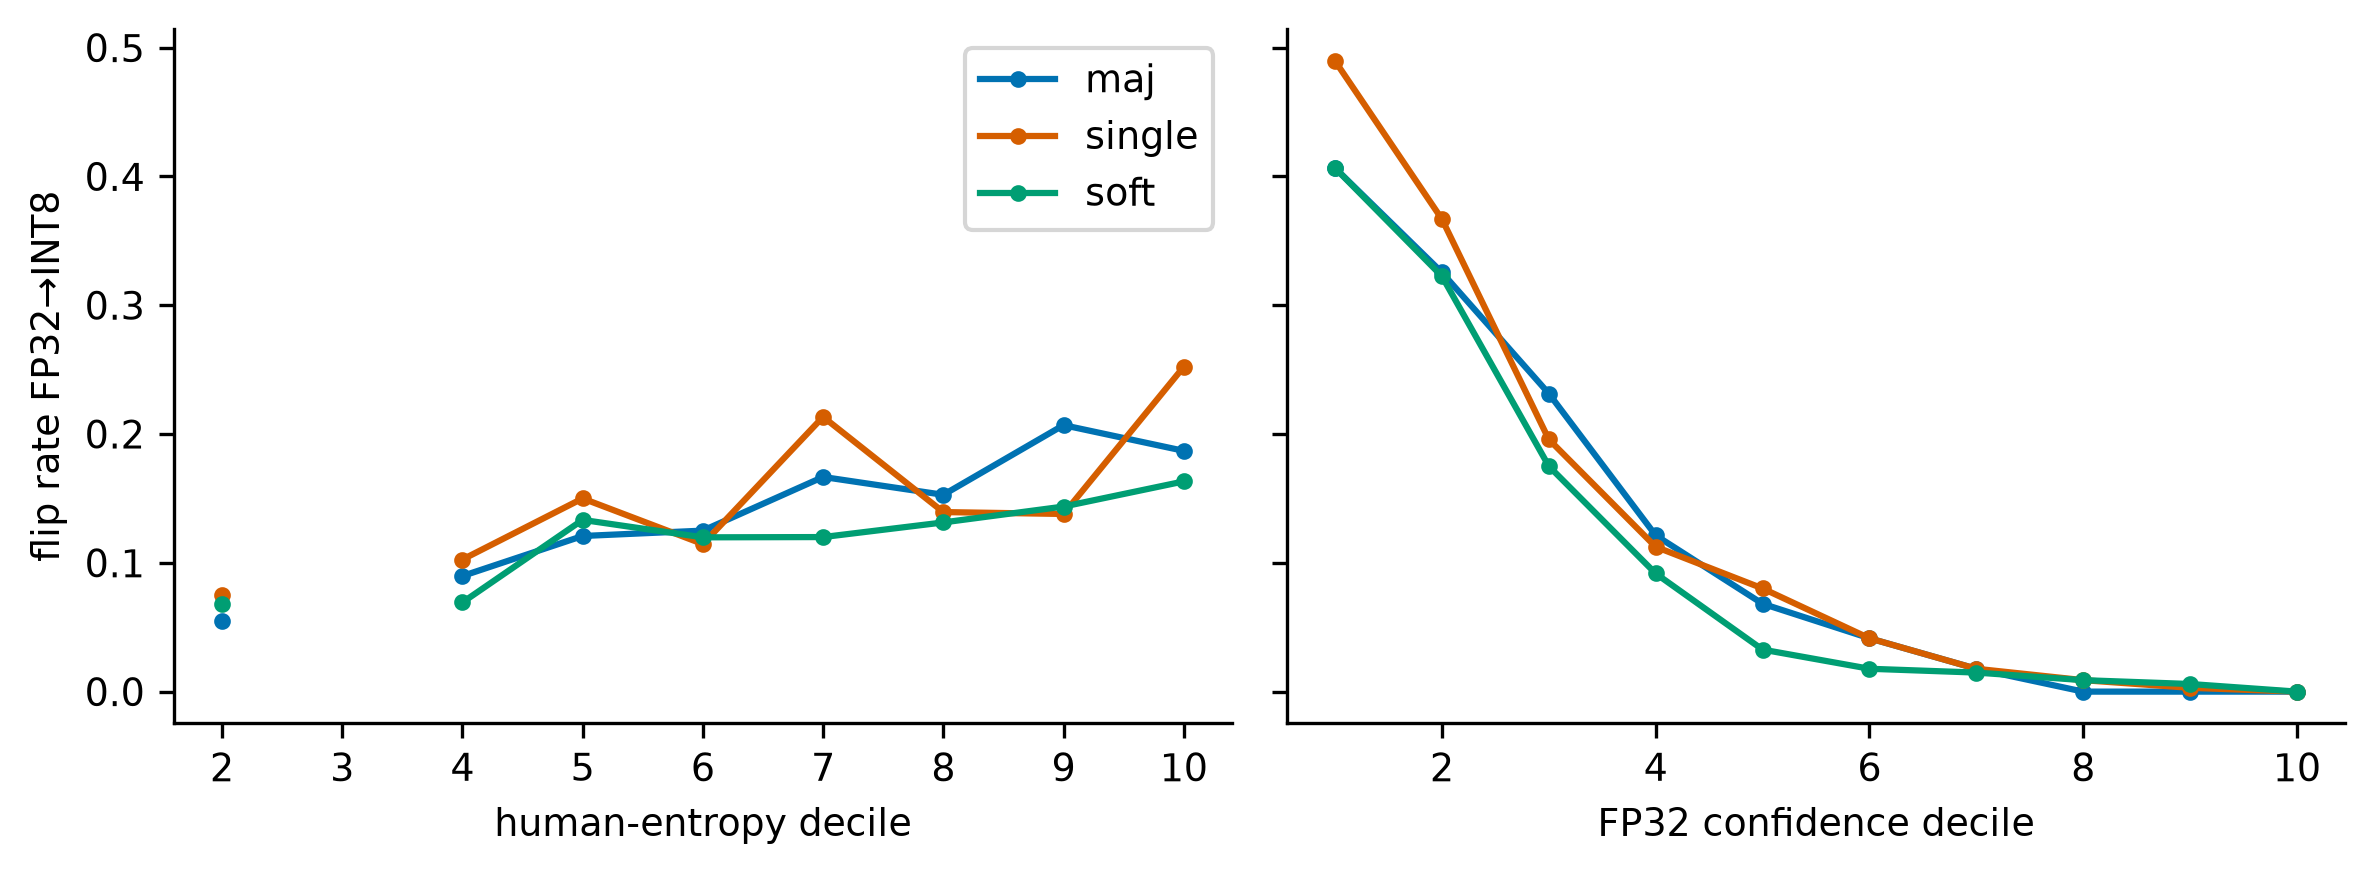 flip rate FP32→INT8
0.5
0.4
0.3
0.2
0.1
0.0
maj
single
soft
2 3 4 5 6 7 8 9 10
human-entropy decile
2 4 6 8 10
FP32 confidence decile